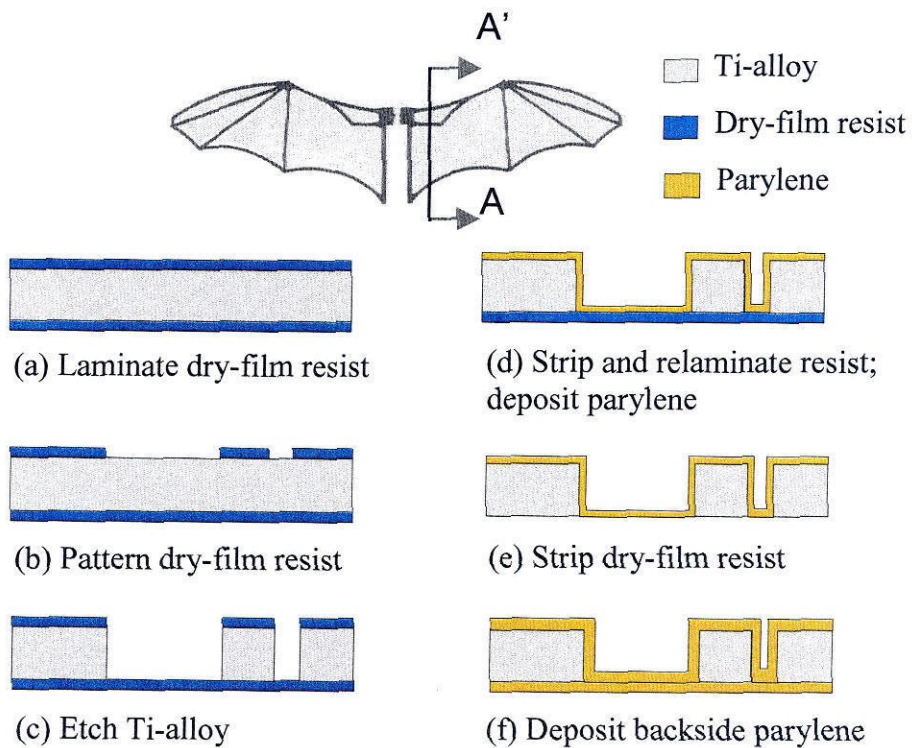 A'
A
Ti-alloy
Dry-film resist
Parylene
(a) Laminate dry-film resist
(b) Pattern dry-film resist
(c) Etch Ti-alloy
(d) Strip and relaminate resist;
deposit parylene
(e) Strip dry-film resist
(f) Deposit backside parylene